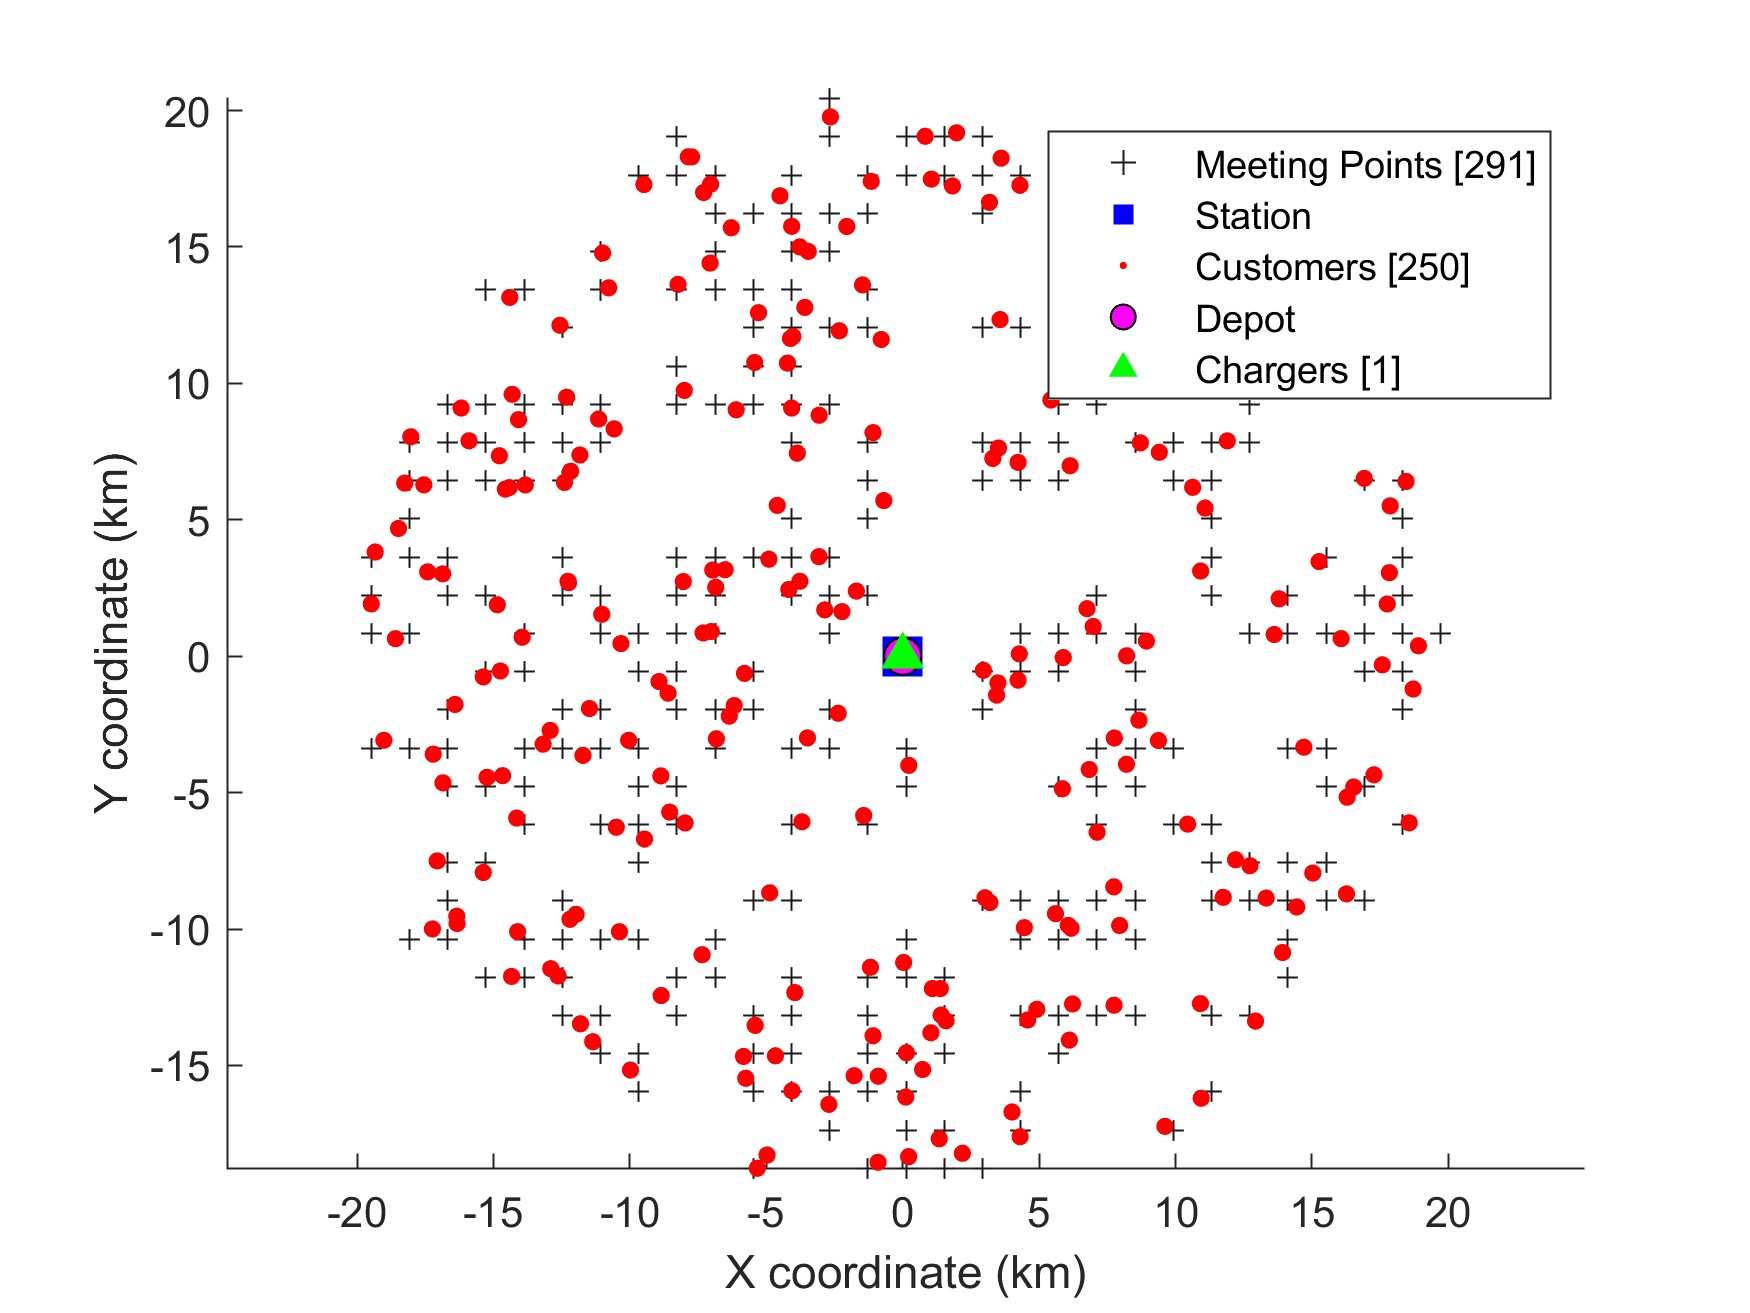 20
15
10
5
0
-5
-10
-15
Y coordinate (km)
Meeting Points [291]
Station
Customers [250]
Depot
Chargers [1]
-20 -15 -10 -5 0 5 10 15 20
X coordinate (km)